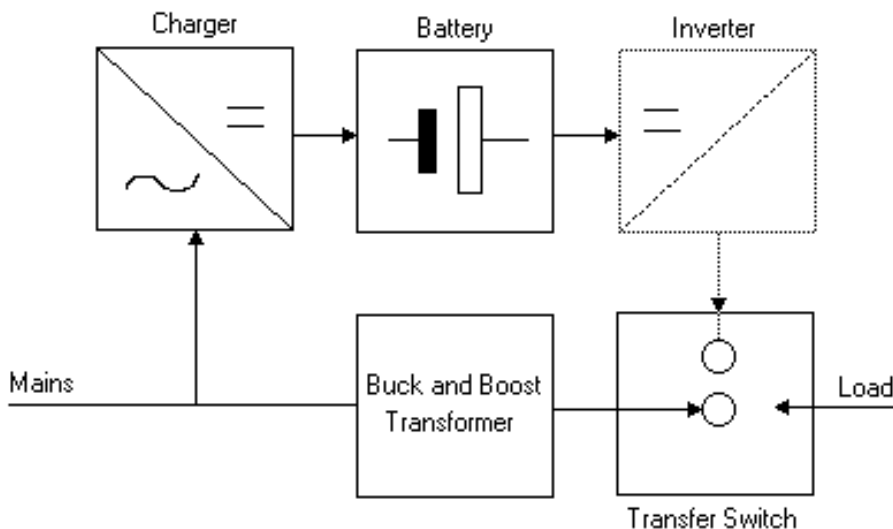 Charger
Battery
Inverter
Mains
Buck and Boost
Transformer
Load
Transfer Switch